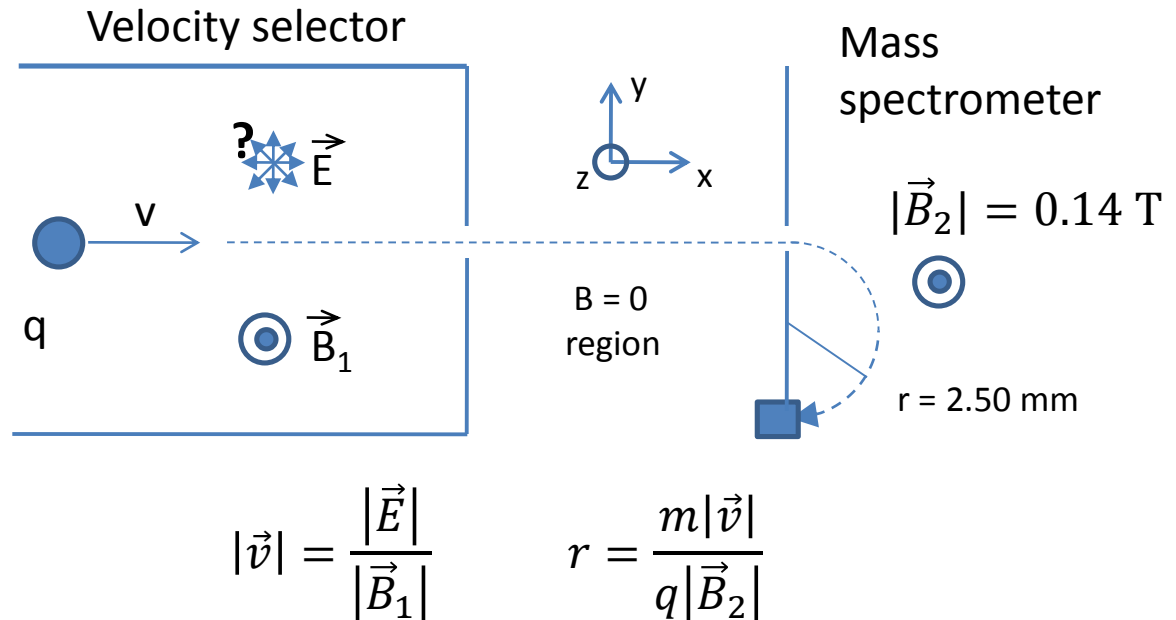 Velocity selector
Mass
spectrometer
?
E⃗
y
z
x
v
|B⃗₂| = 0.14 T
q
B⃗₁
B = 0
region
r = 2.50 mm
|v⃗| = |E⃗| / |B⃗₁|
r = m|v⃗| / q|B⃗₂|